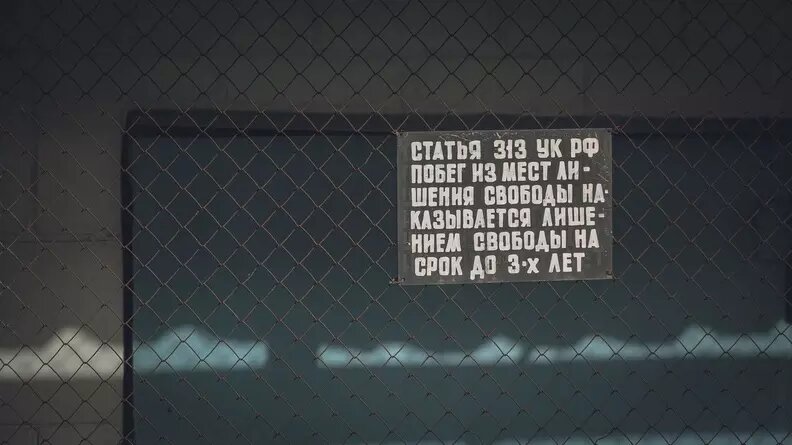 СТАТЬЯ 313 УК РФ
ПОБЕГ ИЗ МЕСТ ЛИ-
ШЕНИЯ СВОБОДЫ НА-
КАЗЫВАЕТСЯ ЛИШЕ-
НИЕМ СВОБОДЫ НА
СРОК ДО 3-Х ЛЕТ